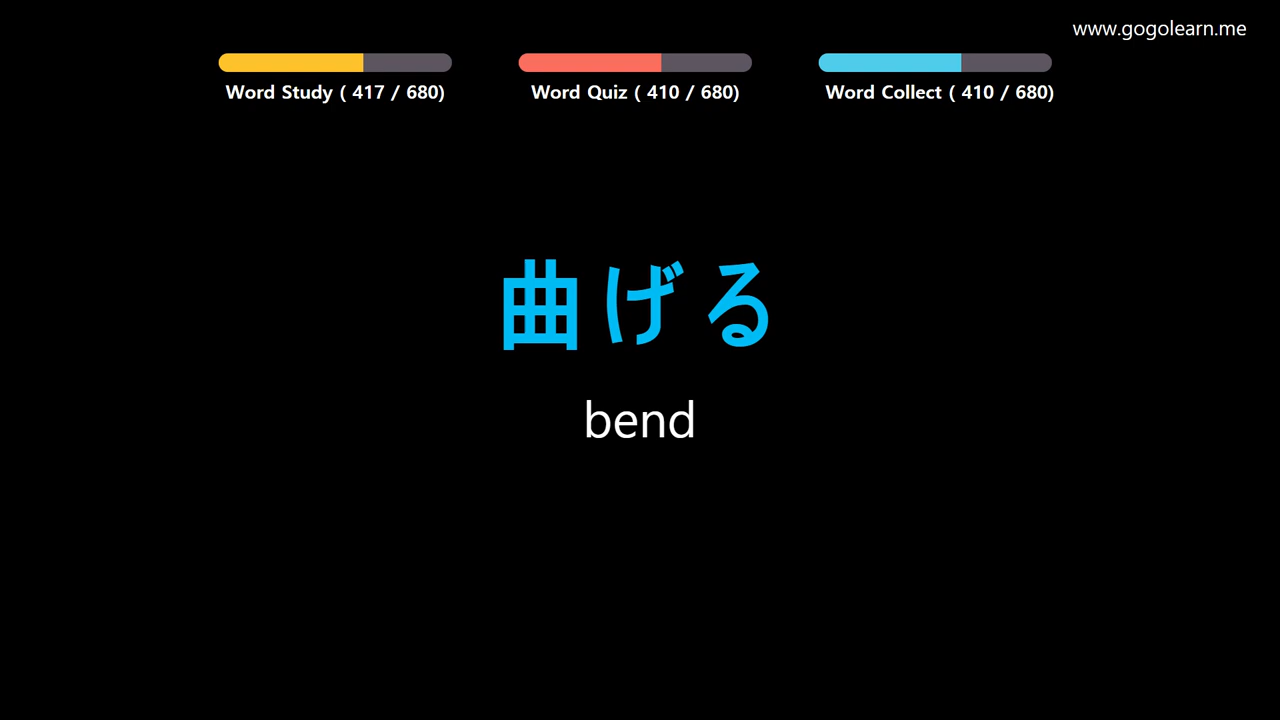 www.gogolearn.me
Word Study ( 417 / 680)
Word Quiz ( 410 / 680)
Word Collect ( 410 / 680)
曲げる
bend